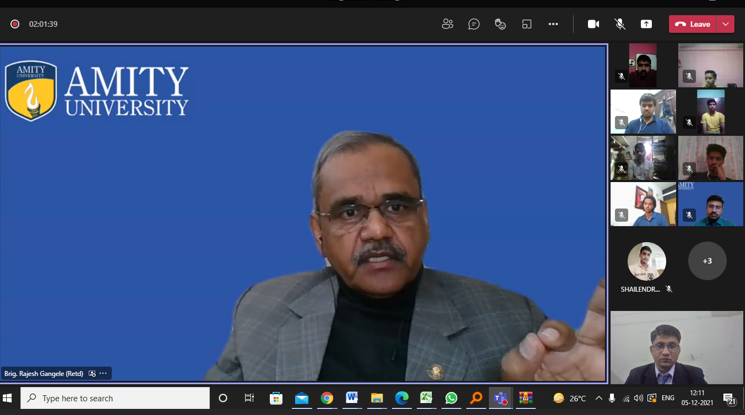 02:01:39
Leave
AMITY
UNIVERSITY
AMITY
UNIVERSITY
AMITY
+3
SHAILENDR...
Brig. Rajesh Gangele (Retd)
Type here to search
26°C
ENG
12:11
05-12-2021
21